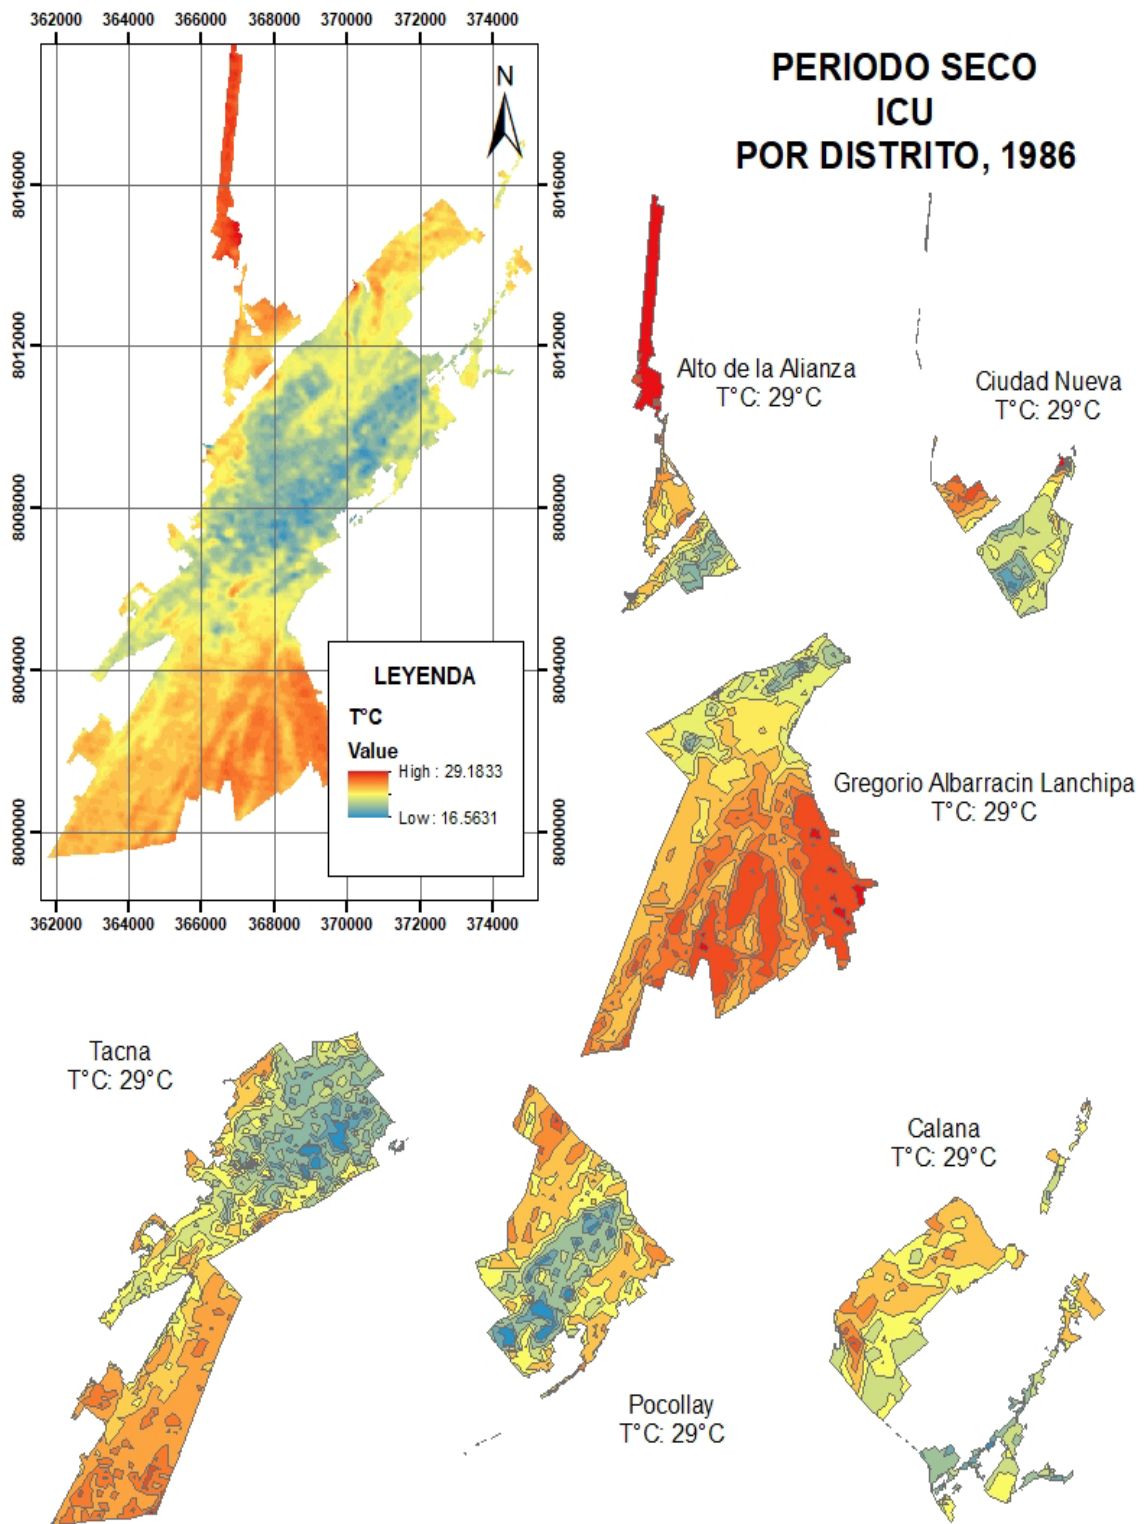 362000 364000 366000 368000 370000 372000 374000
PERIODO SECO
ICU
POR DISTRITO, 1986
N
8016000 8016000
8012000 8012000
8008000 8008000
8004000 8004000
8000000 8000000
LEYENDA
T°C
Value
High : 29.1833
Low : 16.5631
362000 364000 366000 368000 370000 372000 374000
Alto de la Alianza
T°C: 29°C
Ciudad Nueva
T°C: 29°C
Gregorio Albarracin Lanchipa
T°C: 29°C
Tacna
T°C: 29°C
Pocollay
T°C: 29°C
Calana
T°C: 29°C